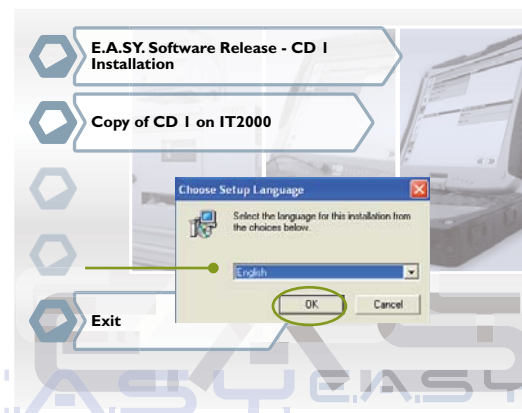 E.A.SY. Software Release - CD 1
Installation
Copy of CD 1 on IT2000
Choose Setup Language
Select the language for this installation from
the choices below.
English
OK
Cancel
Exit
E.A.SY